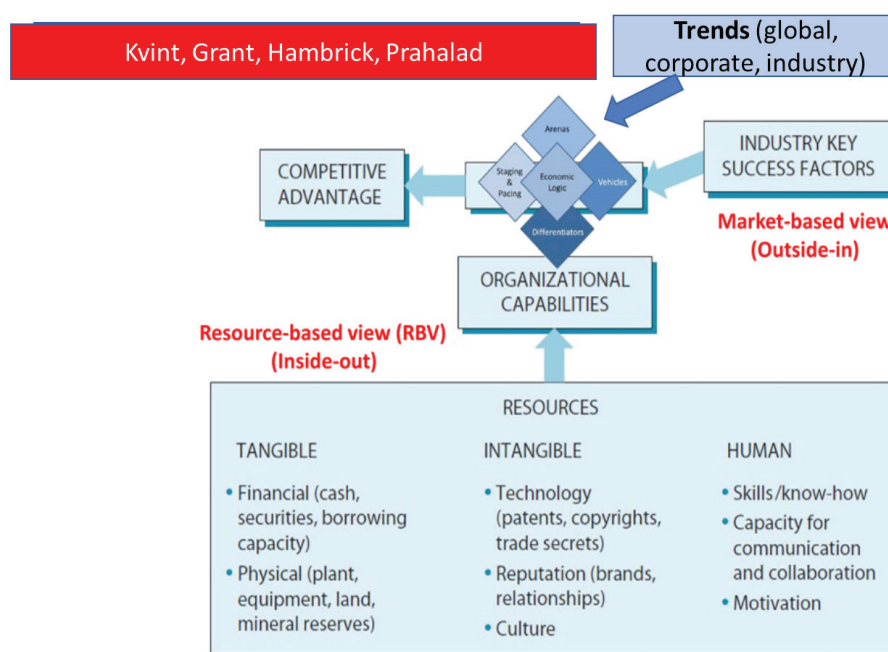 Kvint, Grant, Hambrick, Prahalad
Trends (global,
corporate, industry)
Arenas
Staging
&
Pacing
Economic
Logic
Vehicles
Differentiators
COMPETITIVE
ADVANTAGE
INDUSTRY KEY
SUCCESS FACTORS
Market-based view
(Outside-in)
ORGANIZATIONAL
CAPABILITIES
Resource-based view (RBV)
(Inside-out)
RESOURCES
TANGIBLE
• Financial (cash,
securities, borrowing
capacity)
• Physical (plant,
equipment, land,
mineral reserves)
INTANGIBLE
• Technology
(patents, copyrights,
trade secrets)
• Reputation (brands,
relationships)
• Culture
HUMAN
• Skills/know-how
• Capacity for
communication
and collaboration
• Motivation